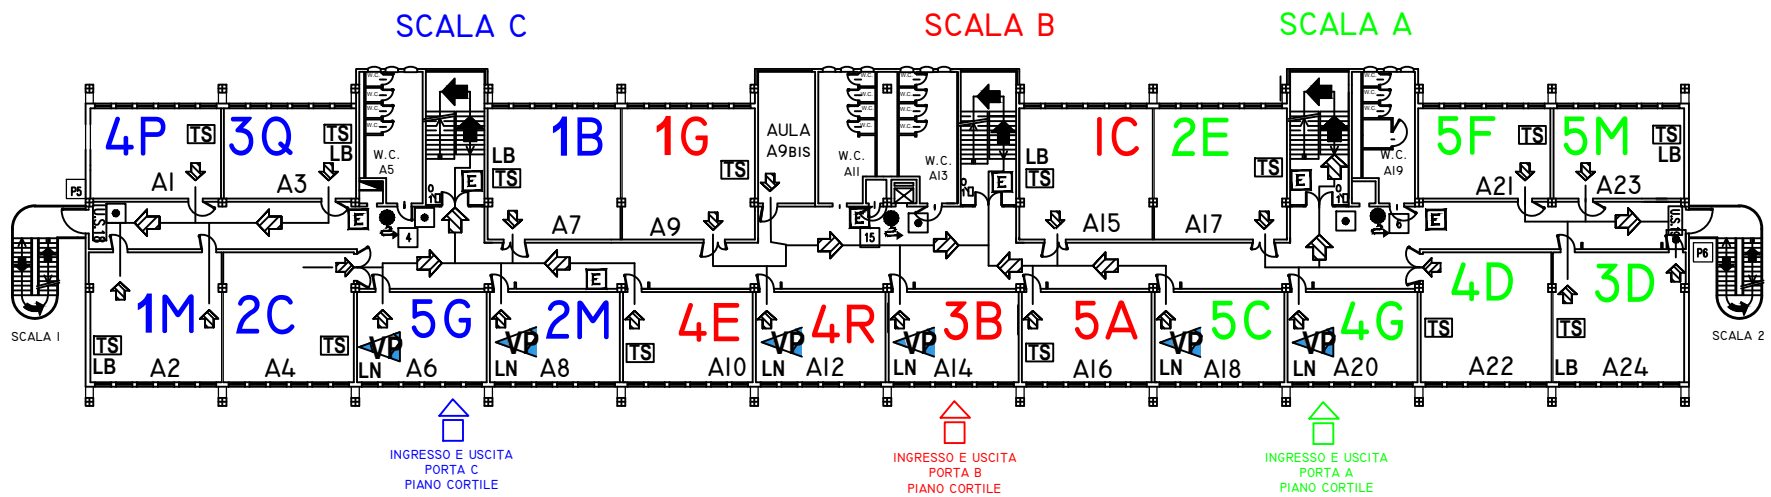 SCALA C
SCALA B
SCALA A
W.C.
W.C.
W.C.
W.C.
W.C.
W.C.
W.C.
W.C.
W.C.
W.C.
W.C.
W.C.
W.C.
4P
TS
A1
3Q
TS
LB
A3
W.C.
A5
E
1B
LB
TS
A7
1G
TS
A9
AULA
A9BIS
W.C.
A11
W.C.
A13
E
1C
LB
TS
A15
2E
TS
A17
E
W.C.
A19
5F
TS
A21
5M
TS
LB
A23
P5
U.S.18
E
4
E
15
6
E
P6
SCALA 1
1M
TS
LB
A2
2C
TS
A4
5G
VP
LN
A6
E
2M
VP
LN
A8
4E
TS
A10
4R
VP
LN
A12
3B
VP
LN
A14
5A
TS
A16
5C
VP
LN
A18
4G
VP
LN
A20
4D
TS
A22
3D
TS
LB
A24
SCALA 2
INGRESSO E USCITA
PORTA C
PIANO CORTILE
INGRESSO E USCITA
PORTA B
PIANO CORTILE
INGRESSO E USCITA
PORTA A
PIANO CORTILE